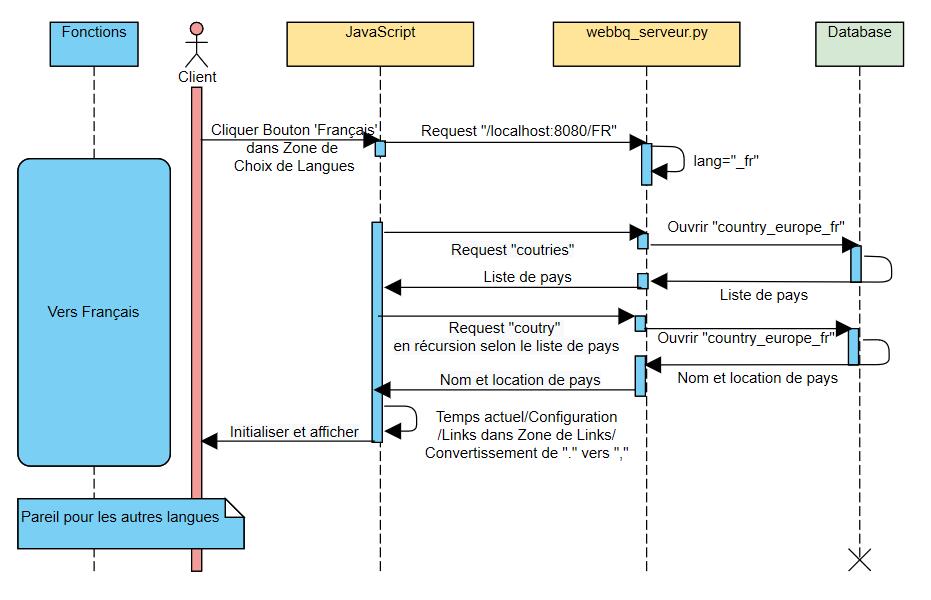 Fonctions
Client
JavaScript
webbq_serveur.py
Database
Cliquer Bouton 'Français'
dans Zone de
Choix de Langues
Request "/localhost:8080/FR"
lang="_fr"
Request "coutries"
Ouvrir "country_europe_fr"
Liste de pays
Liste de pays
Vers Français
Request "coutry"
en récursion selon le liste de pays
Ouvrir "country_europe_fr"
Nom et location de pays
Nom et location de pays
Temps actuel/Configuration
/Links dans Zone de Links/
Convertissement de "." vers ","
Initialiser et afficher
Pareil pour les autres langues